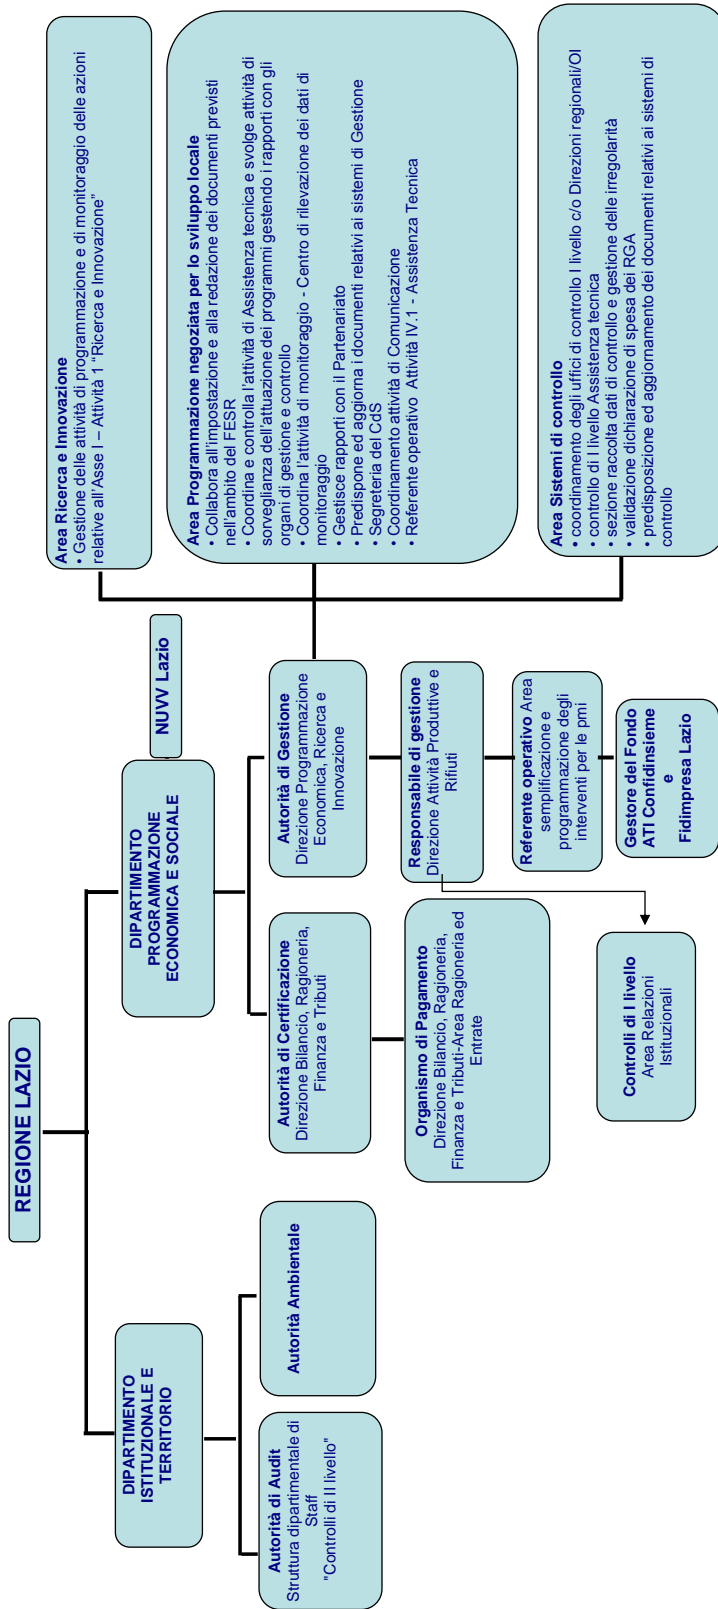 REGIONE LAZIO
DIPARTIMENTO
ISTITUZIONALE E
TERRITORIO
DIPARTIMENTO
PROGRAMMAZIONE
ECONOMICA E SOCIALE
NUVV Lazio
Autorità di Audit
Struttura dipartimentale di
Staff
"Controlli di II livello"
Autorità Ambientale
Autorità di Certificazione
Direzione Bilancio, Ragioneria,
Finanza e Tributi
Autorità di Gestione
Direzione Programmazione
Economica, Ricerca e
Innovazione
Organismo di Pagamento
Direzione Bilancio, Ragioneria,
Finanza e Tributi-Area Ragioneria ed
Entrate
Responsabile di gestione
Direzione Attività Produttive e
Rifiuti
Referente operativo Area
semplificazione e
programmazione degli
interventi per le pmi
Gestore del Fondo
ATI Confidinsieme
e
Fidimpresa Lazio
Controlli di I livello
Area Relazioni
Istituzionali
Area Ricerca e Innovazione
• Gestione delle attività di programmazione e di monitoraggio delle azioni
relative all'Asse I – Attività 1 "Ricerca e Innovazione"
Area Programmazione negoziata per lo sviluppo locale
• Collabora all'impostazione e alla redazione dei documenti previsti
nell'ambito del FESR
• Coordina e controlla l'attività di Assistenza tecnica e svolge attività di
sorveglianza dell'attuazione dei programmi gestendo i rapporti con gli
organi di gestione e controllo
• Coordina l'attività di monitoraggio - Centro di rilevazione dei dati di
monitoraggio
• Gestisce rapporti con il Partenariato
• Predispone ed aggiorna i documenti relativi ai sistemi di Gestione
• Segreteria del CdS
• Coordinamento attività di Comunicazione
• Referente operativo Attività IV.1 - Assistenza Tecnica
Area Sistemi di controllo
• coordinamento degli uffici di controllo I livello c/o Direzioni regionali/OI
• controllo di I livello Assistenza tecnica
• sezione raccolta dati di controllo e gestione delle irregolarità
• validazione dichiarazione di spesa dei RGA
• predisposizione ed aggiornamento dei documenti relativi ai sistemi di
controllo